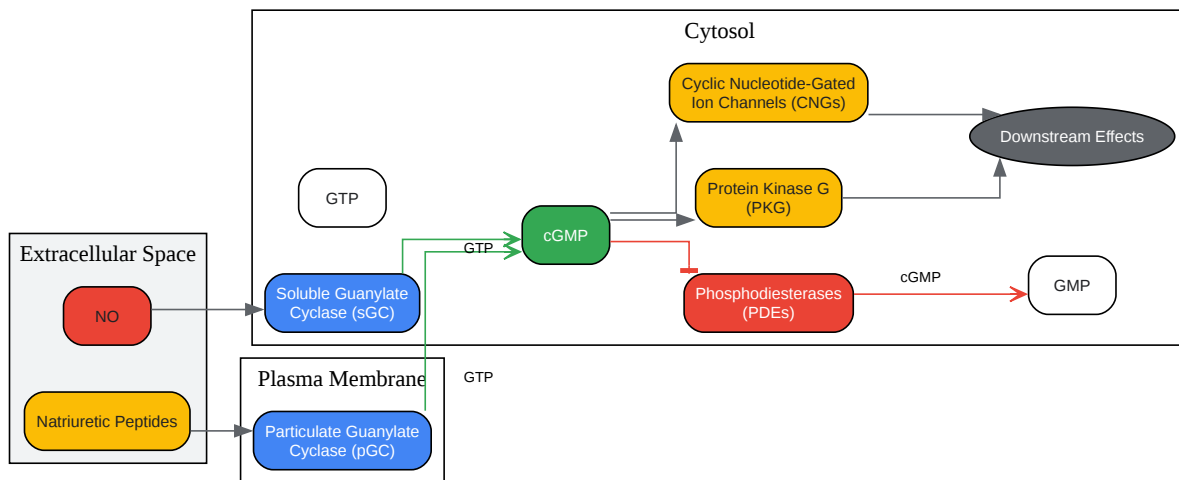 Cytosol
Cyclic Nucleotide-Gated
Ion Channels (CNGs)
Downstream Effects
GTP
Protein Kinase G
(PKG)
cGMP
GTP
Extracellular Space
NO
Soluble Guanylate
Cyclase (sGC)
Phosphodiesterases
(PDEs)
cGMP
GMP
Plasma Membrane
GTP
Natriuretic Peptides
Particulate Guanylate
Cyclase (pGC)